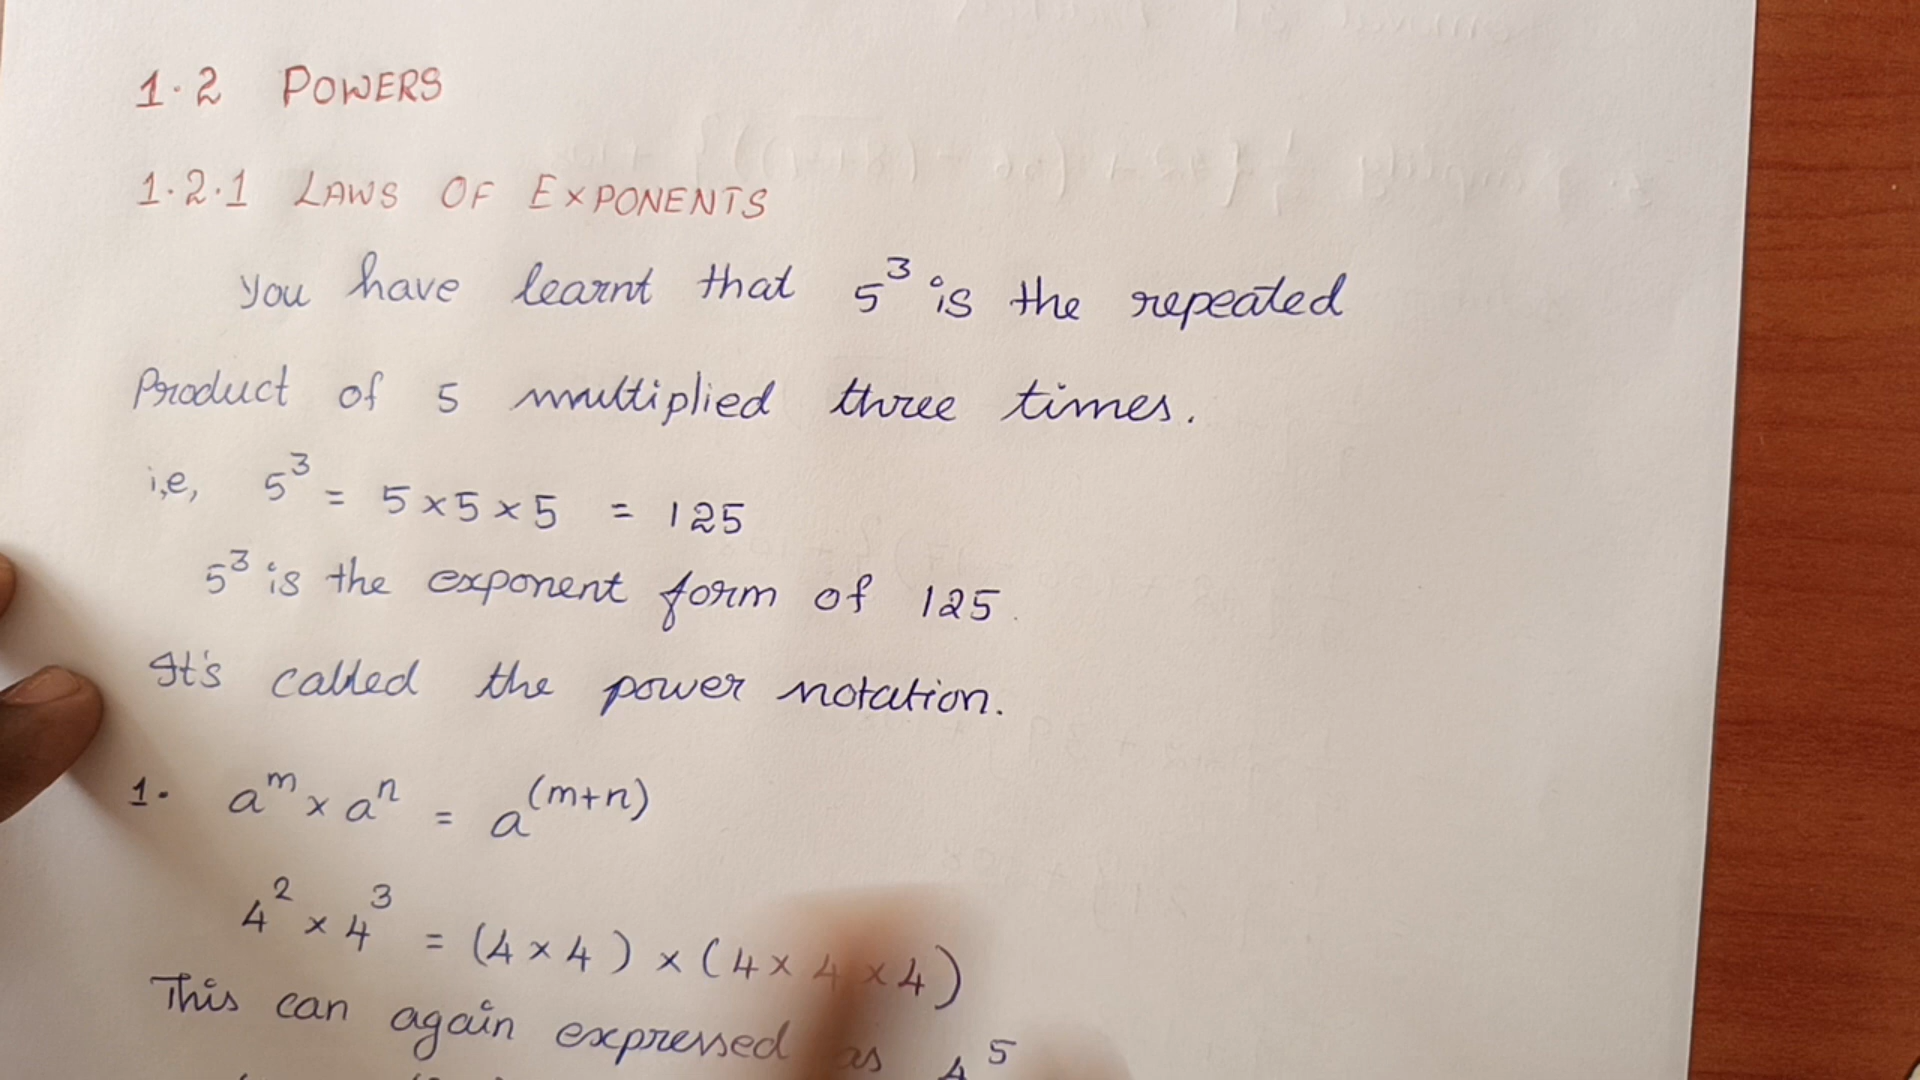 1.2 POWERS
1.2.1 LAWS OF EXPONENTS
You have learnt that 5³ is the repeated
Product of 5 multiplied three times.
i,e, 5³ = 5×5×5 = 125
5³ is the exponent form of 125.
It's called the power notation.
1. aᵐ × aⁿ = a⁽ᵐ⁺ⁿ⁾
4² × 4³ = (4×4) × (4×4×4)
This can again expressed as 4⁵